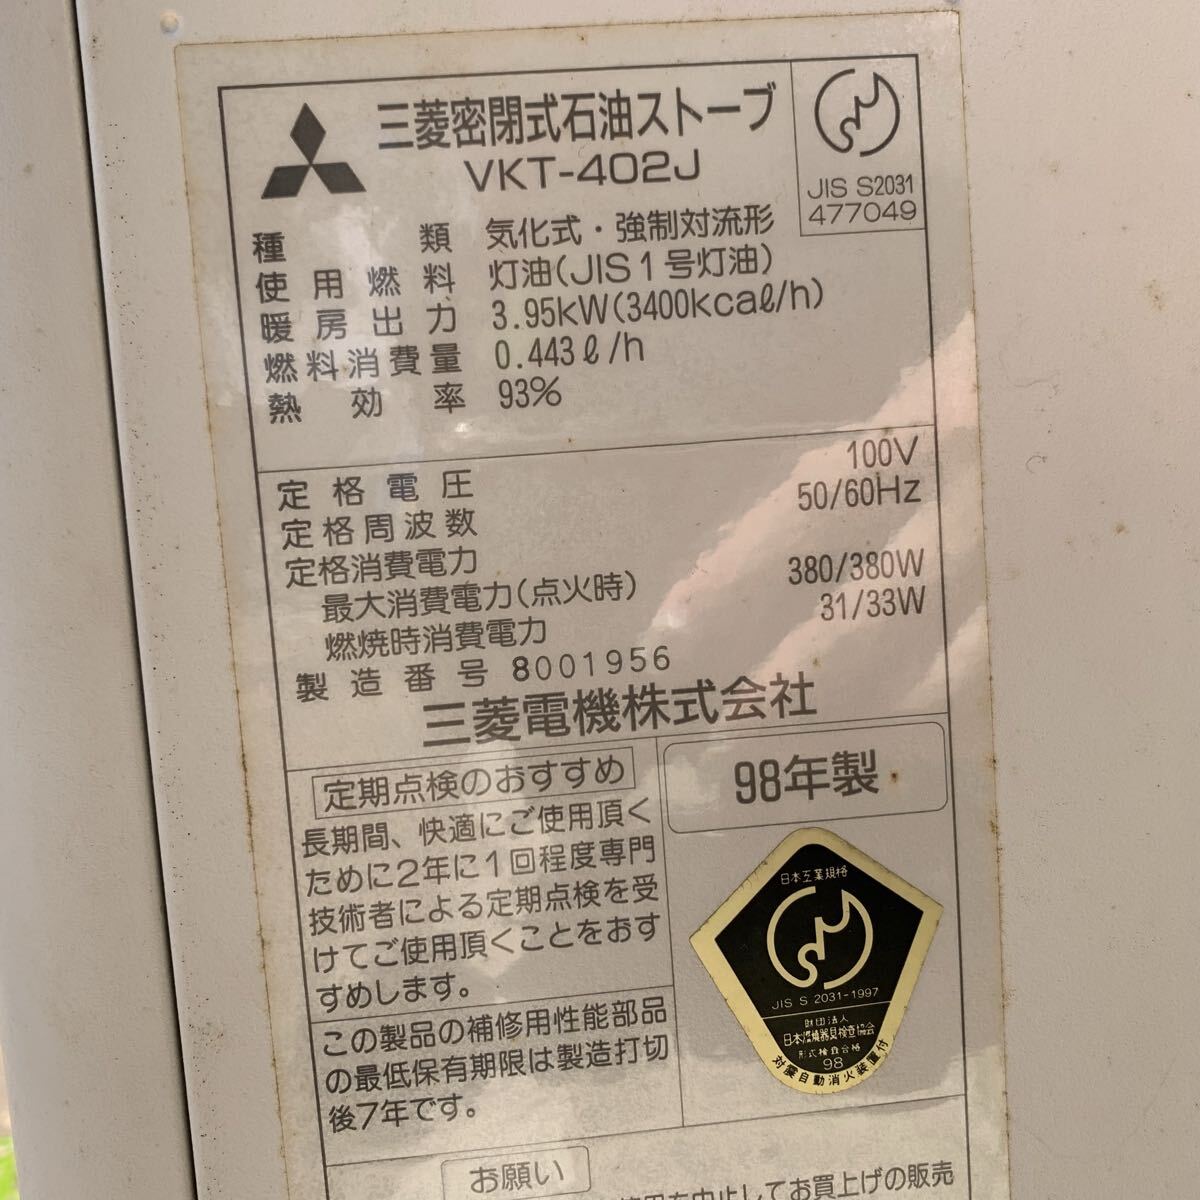 三菱密閉式石油ストーブ
VKT-402J
JIS S2031
477049
種類 気化式・強制対流形
使用燃料 灯油(JIS1号灯油)
暖房出力 3.95kW(3400kcaℓ/h)
燃料消費量 0.443ℓ/h
熱効率 93%
定格電圧 100V
定格周波数 50/60Hz
定格消費電力
最大消費電力(点火時) 380/380W
燃焼時消費電力 31/33W
製造番号 8001956
三菱電機株式会社
定期点検のおすすめ
長期間、快適にご使用頂く
ために2年に1回程度専門
技術者による定期点検を受
けてご使用頂くことをおす
すめします。
この製品の補修用性能部品
の最低保有期限は製造打切
後7年です。
98年製
日本工業規格
JIS S 2031-1997
財団法人
日本燃焼器具検査協会
形式検査合格
98
対震自動消火装置付
お願い
使用を中止してお買上げの販売